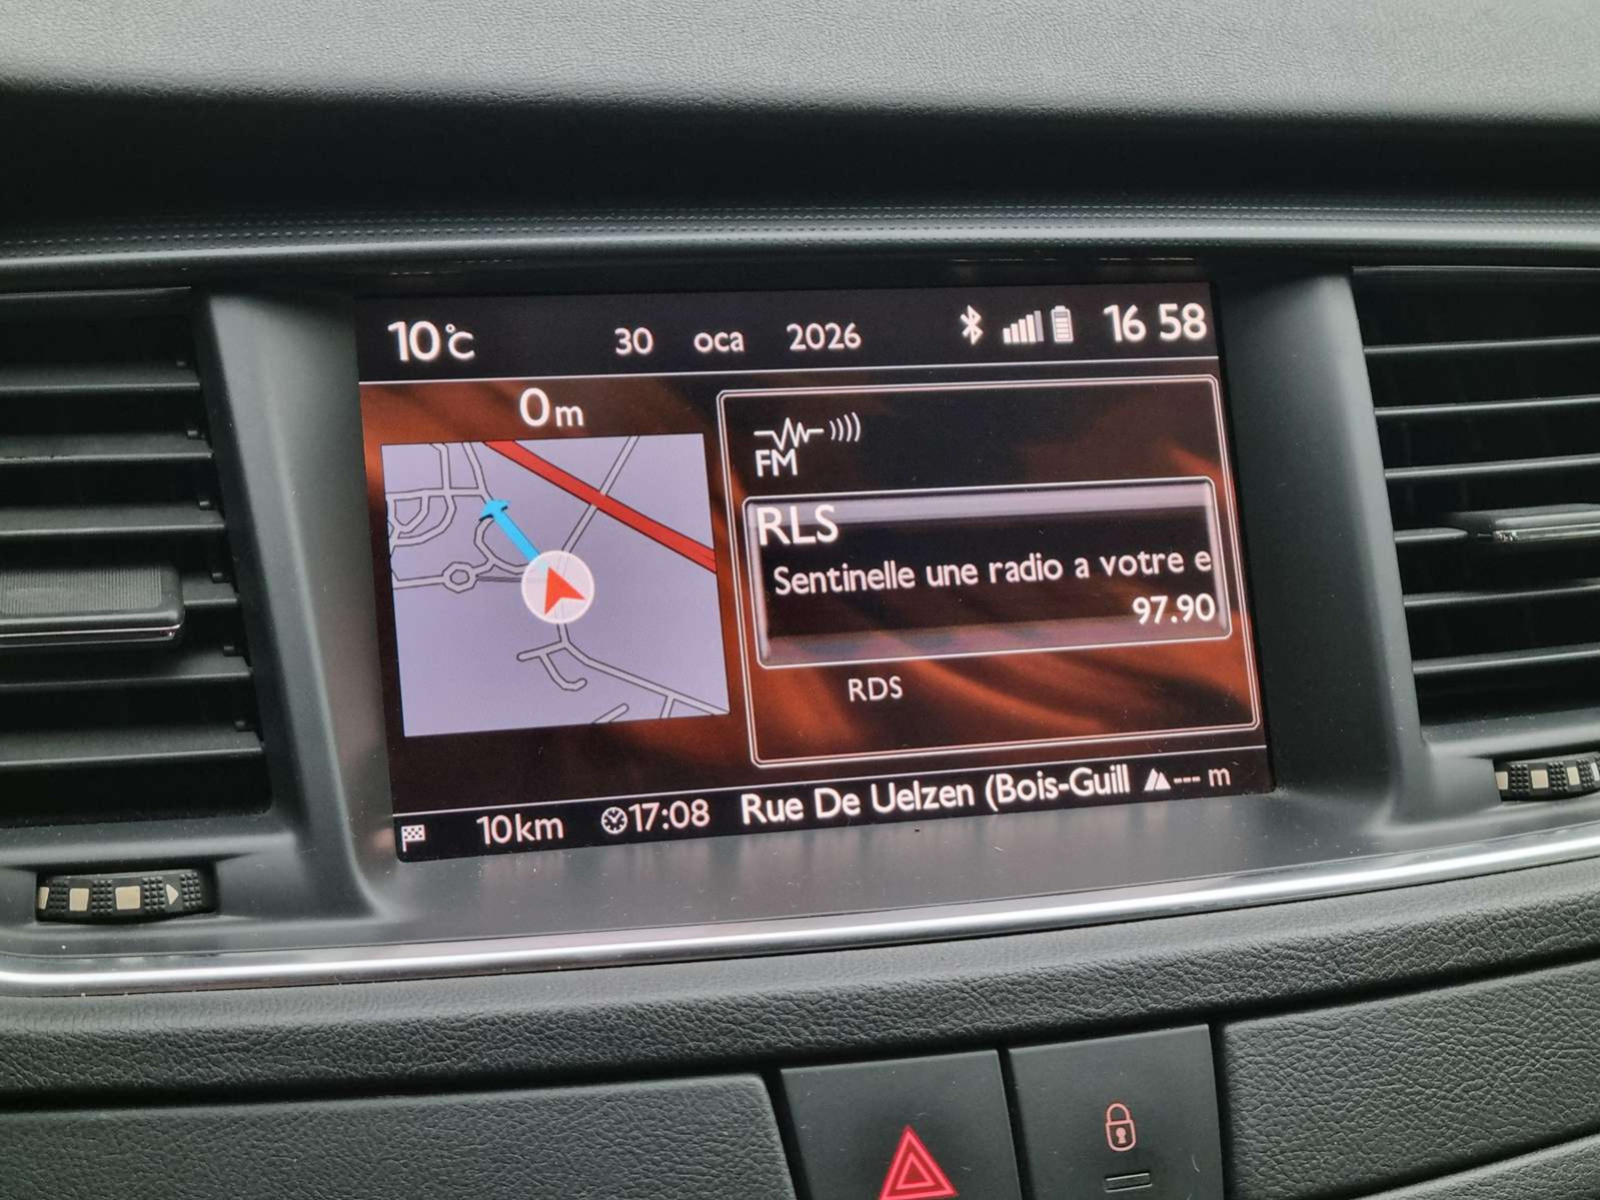 10°C 30 oca 2026 16 58
0m
FM
RLS
Sentinelle une radio a votre e
97.90
RDS
10km 17:08 Rue De Uelzen (Bois-Guill --- m